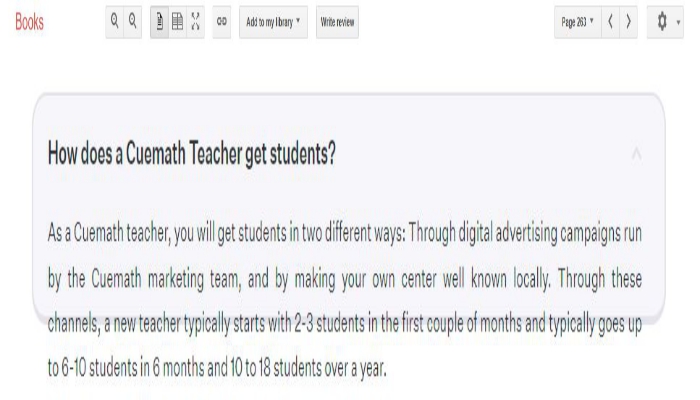 Books
Add to my library
Write review
Page 263
How does a Cuemath Teacher get students?
As a Cuemath teacher, you will get students in two different ways: Through digital advertising campaigns run
by the Cuemath marketing team, and by making your own center well known locally. Through these
channels, a new teacher typically starts with 2-3 students in the first couple of months and typically goes up
to 6-10 students in 6 months and 10 to 18 students over a year.